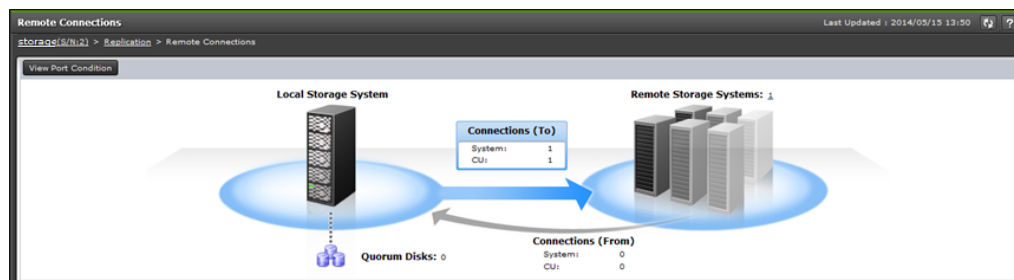 Remote Connections Last Updated : 2014/05/15 13:50 ?
storage(S/N:2) > Replication > Remote Connections
View Port Condition
Local Storage System
Remote Storage Systems: 1
Connections (To)
System: 1
CU: 1
Connections (From)
System: 0
CU: 0
Quorum Disks: 0